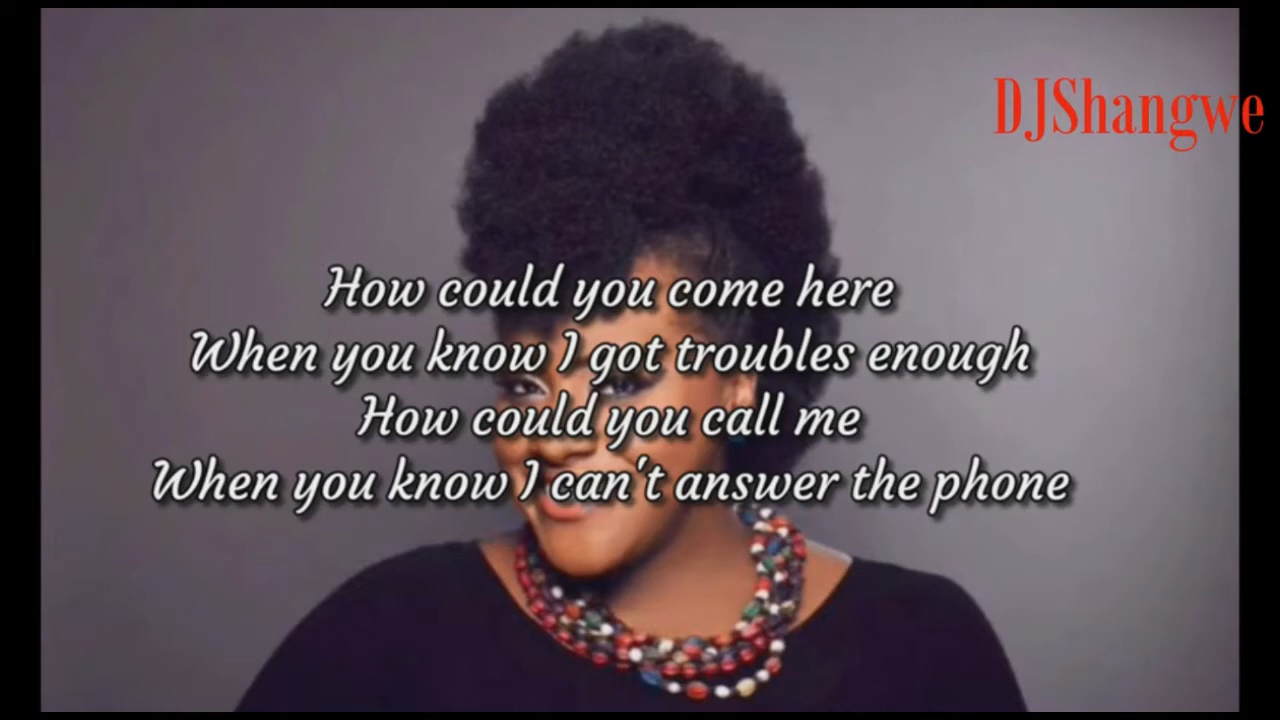 DJShangwe
How could you come here
When you know I got troubles enough
How could you call me
When you know I can't answer the phone